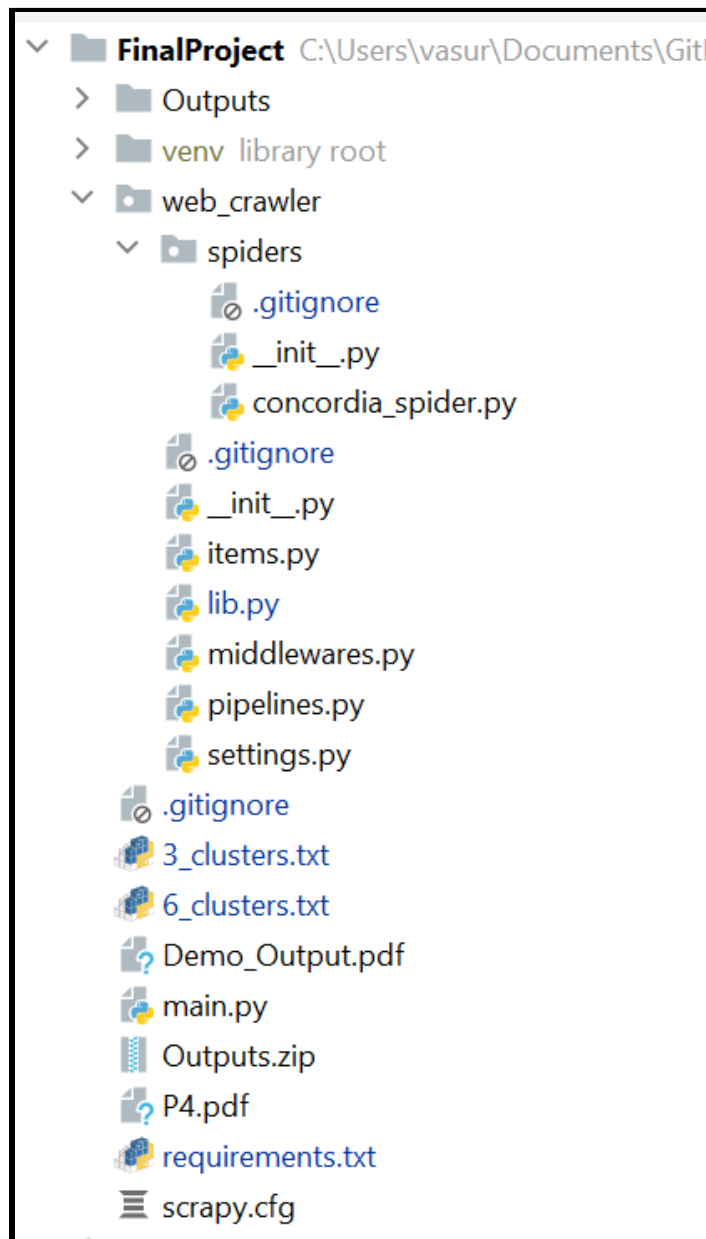 FinalProject C:\Users\vasur\Documents\Git
Outputs
venv library root
web_crawler
spiders
.gitignore
__init__.py
concordia_spider.py
.gitignore
__init__.py
items.py
lib.py
middlewares.py
pipelines.py
settings.py
.gitignore
3_clusters.txt
6_clusters.txt
Demo_Output.pdf
main.py
Outputs.zip
P4.pdf
requirements.txt
scrapy.cfg